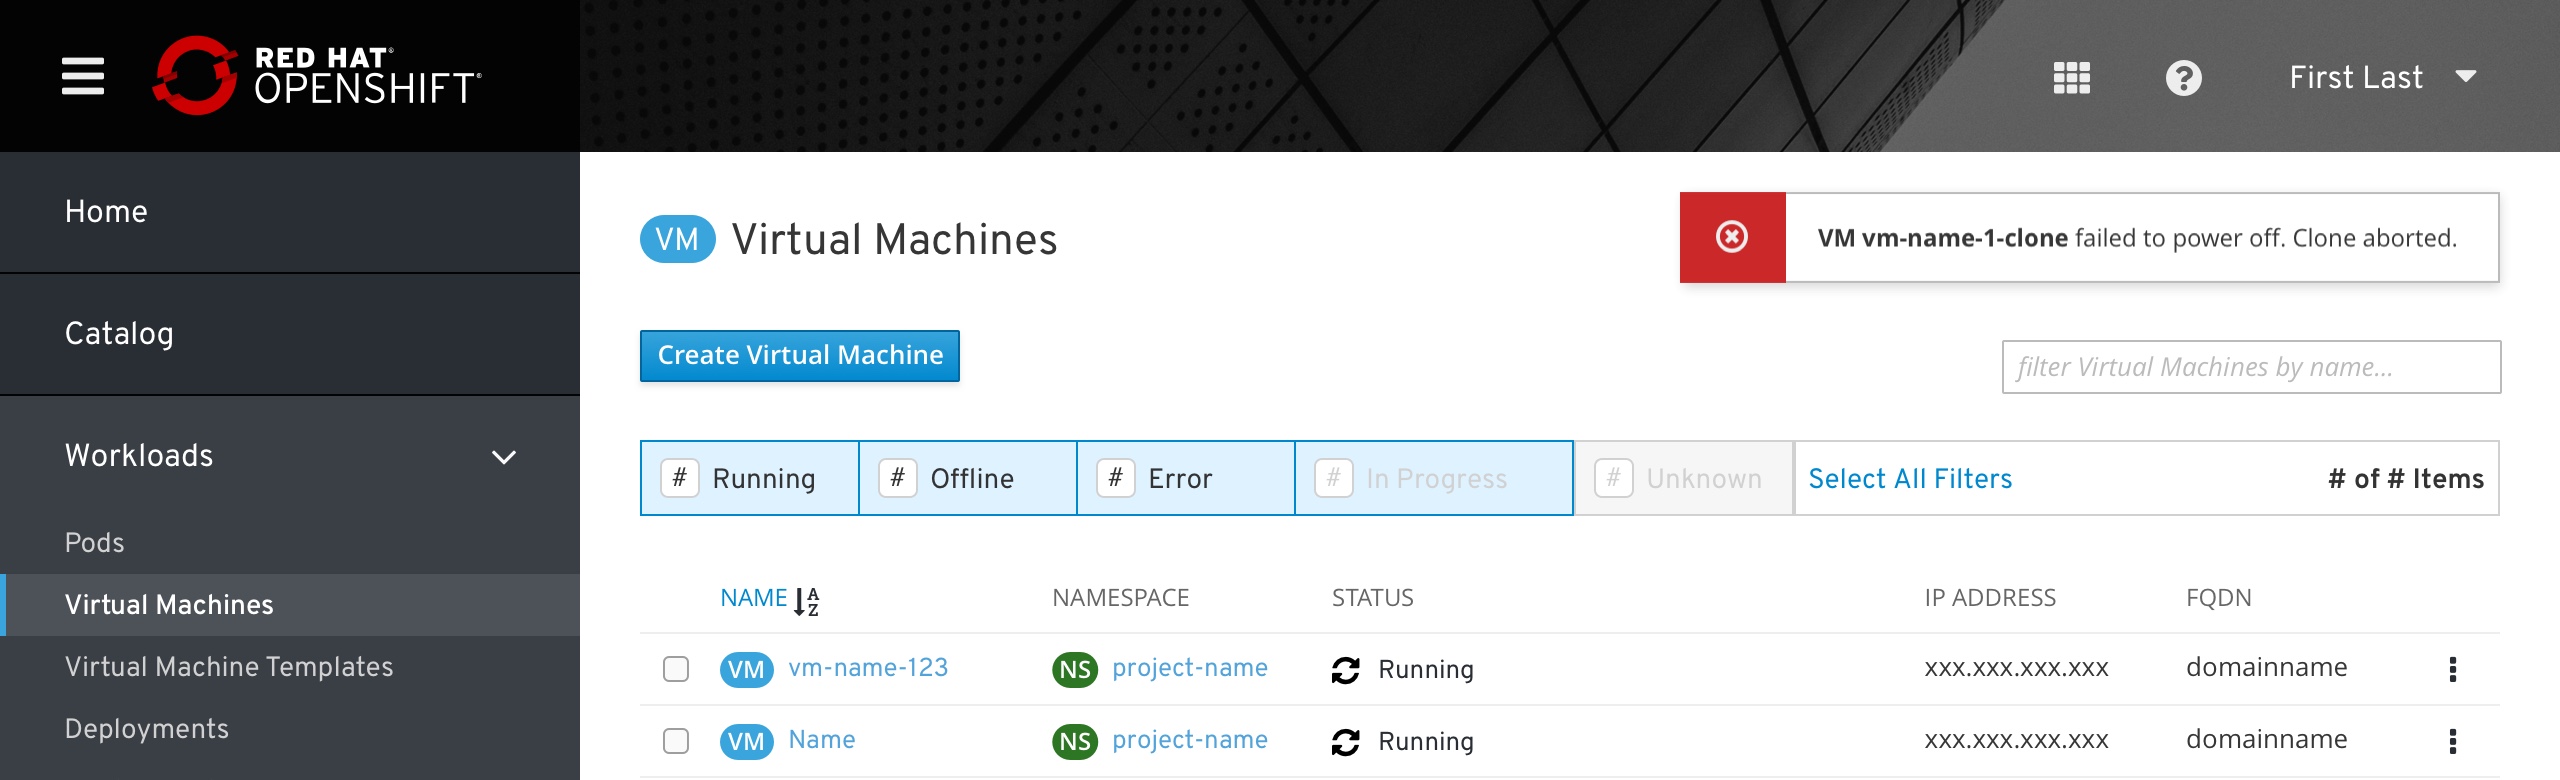 RED HAT®
OPENSHIFT®
First Last
Home
Catalog
Workloads
Pods
Virtual Machines
Virtual Machine Templates
Deployments
VM Virtual Machines
VM vm-name-1-clone failed to power off. Clone aborted.
Create Virtual Machine
filter Virtual Machines by name...
# Running # Offline # Error # In Progress # Unknown Select All Filters # of # Items
NAME A Z NAMESPACE STATUS IP ADDRESS FQDN
VM vm-name-123 NS project-name Running xxx.xxx.xxx.xxx domainname
VM Name NS project-name Running xxx.xxx.xxx.xxx domainname